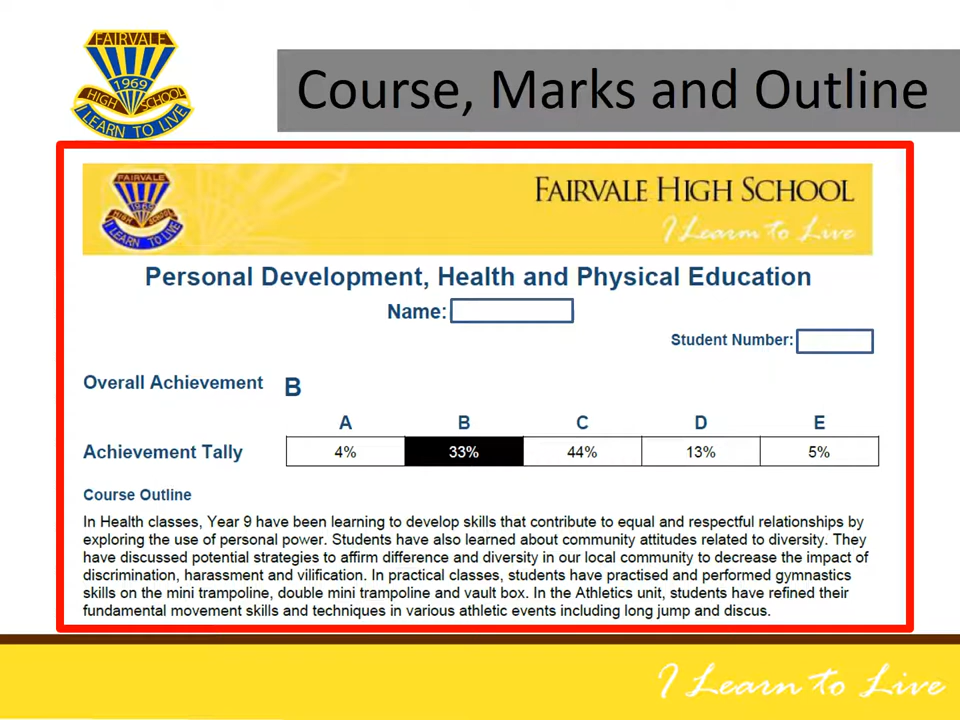 FAIRVALE
1969
HIGH SCHOOL
LEARN TO LIVE
Course, Marks and Outline
FAIRVALE
1969
HIGH SCHOOL
LEARN TO LIVE
FAIRVALE HIGH SCHOOL
I Learn to Live
Personal Development, Health and Physical Education
Name:
Student Number:
Overall Achievement B
A B C D E
Achievement Tally 4% 33% 44% 13% 5%
Course Outline
In Health classes, Year 9 have been learning to develop skills that contribute to equal and respectful relationships by
exploring the use of personal power. Students have also learned about community attitudes related to diversity. They
have discussed potential strategies to affirm difference and diversity in our local community to decrease the impact of
discrimination, harassment and vilification. In practical classes, students have practised and performed gymnastics
skills on the mini trampoline, double mini trampoline and vault box. In the Athletics unit, students have refined their
fundamental movement skills and techniques in various athletic events including long jump and discus.
I Learn to Live